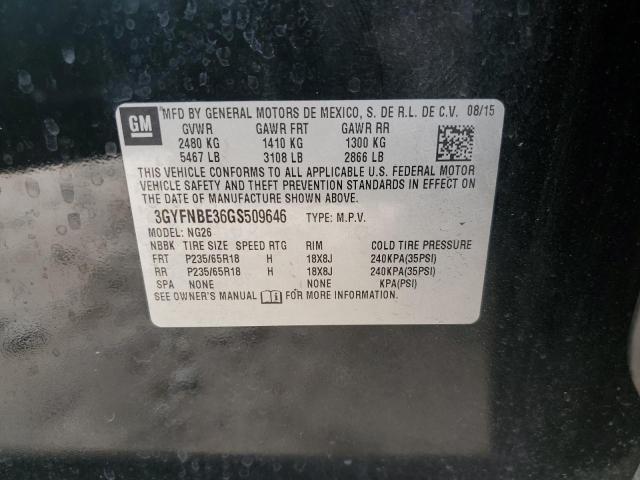 GM
MFD BY GENERAL MOTORS DE MEXICO, S. DE R.L. DE C.V. 08/15
GVWR GAWR FRT GAWR RR
2480 KG 1410 KG 1300 KG
5467 LB 3108 LB 2866 LB
THIS VEHICLE CONFORMS TO ALL APPLICABLE U.S. FEDERAL MOTOR
VEHICLE SAFETY AND THEFT PREVENTION STANDARDS IN EFFECT ON
THE DATE OF MANUFACTURE SHOWN ABOVE.
3GYFNBE36GS509646 TYPE: M.P.V.
MODEL: NG26
NBBK TIRE SIZE SPEED RTG RIM COLD TIRE PRESSURE
FRT P235/65R18 H 18X8J 240KPA(35PSI)
RR P235/65R18 H 18X8J 240KPA(35PSI)
SPA NONE NONE KPA(PSI)
SEE OWNER'S MANUAL FOR MORE INFORMATION.